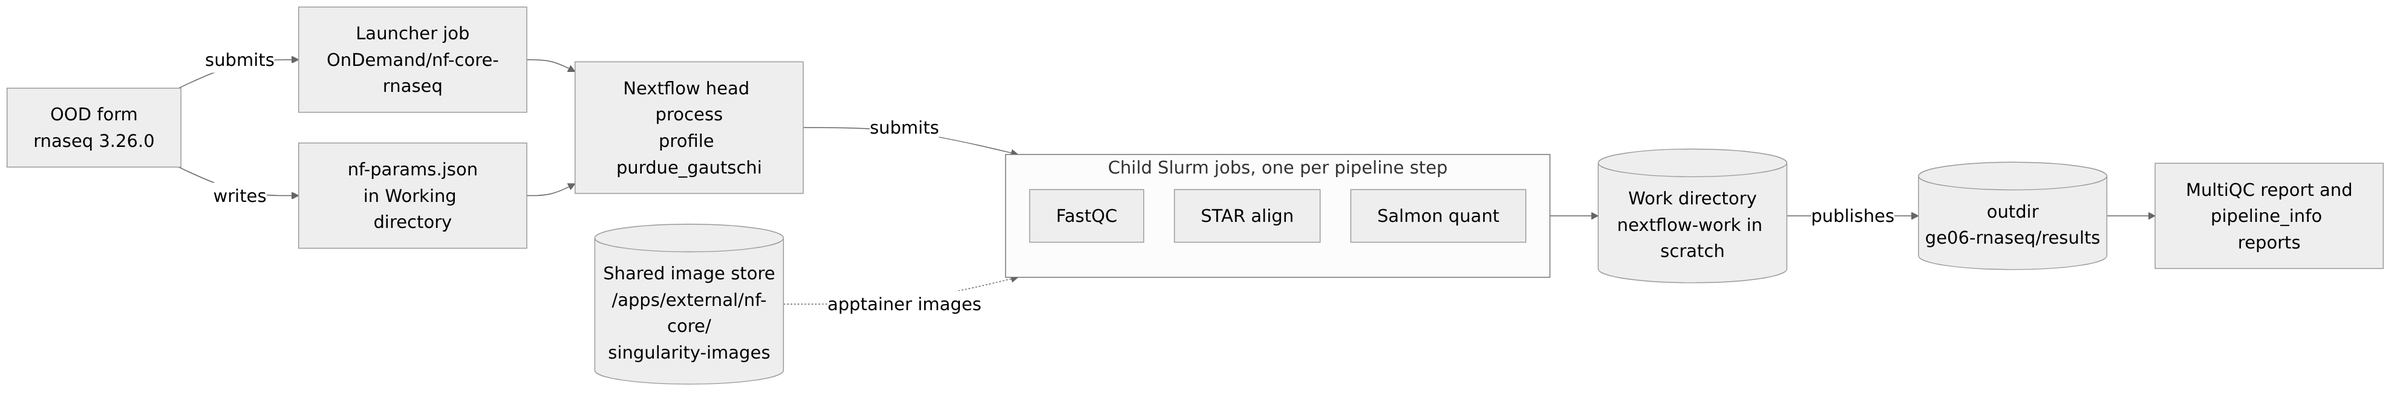 OOD form
rnaseq 3.26.0
submits
writes
Launcher job
OnDemand/nf-core-
rnaseq
nf-params.json
in Working
directory
Nextflow head
process
profile
purdue_gautschi
Shared image store
/apps/external/nf-
core/
singularity-images
submits
apptainer images
Child Slurm jobs, one per pipeline step
FastQC
STAR align
Salmon quant
Work directory
nextflow-work in
scratch
publishes
outdir
ge06-rnaseq/results
MultiQC report and
pipeline_info
reports